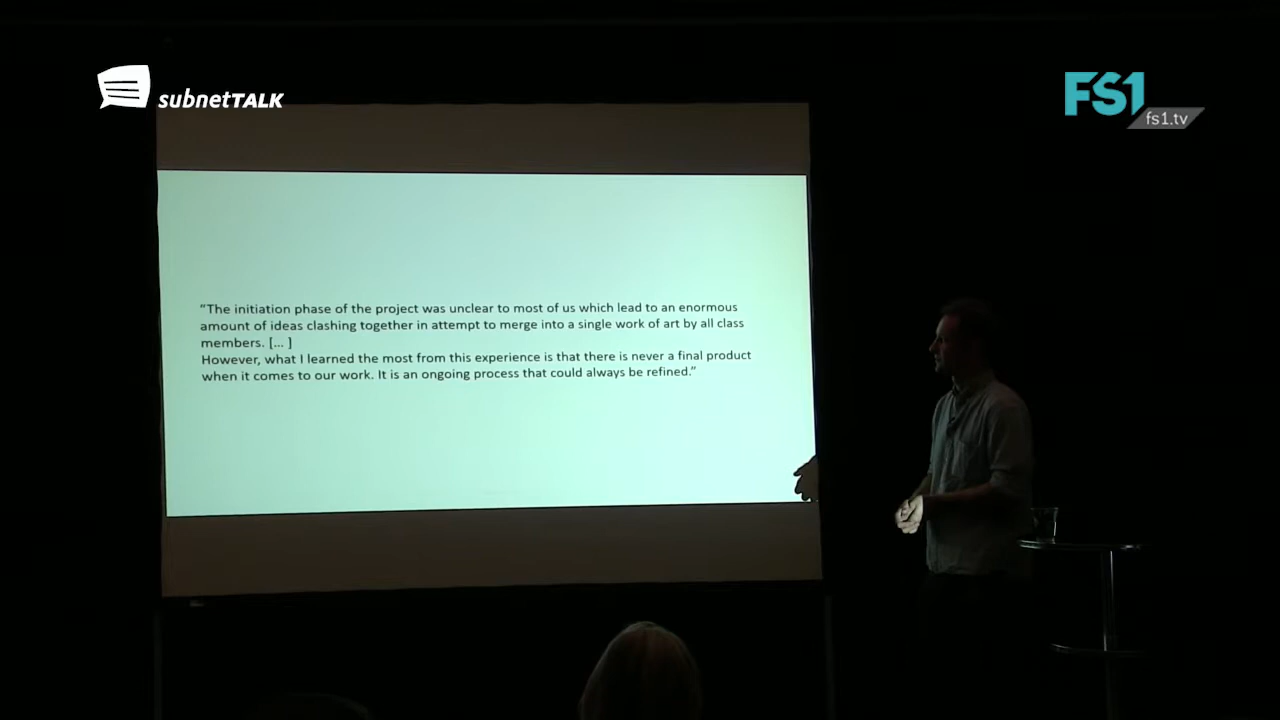 subnetTALK
FS1
fs1.tv
“The initiation phase of the project was unclear to most of us which lead to an enormous
amount of ideas clashing together in attempt to merge into a single work of art by all class
members. [... ]
However, what I learned the most from this experience is that there is never a final product
when it comes to our work. It is an ongoing process that could always be refined.”